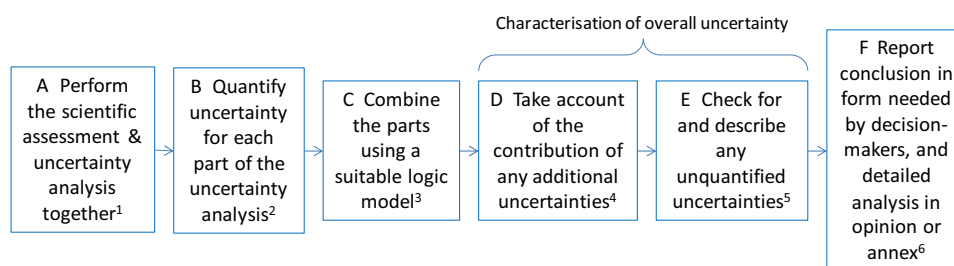 Characterisation of overall uncertainty
A Perform
the scientific
assessment &
uncertainty
analysis
together1
B Quantify
uncertainty
for each
part of the
uncertainty
analysis2
C Combine
the parts
using a
suitable logic
model3
D Take account
of the
contribution of
any additional
uncertainties4
E Check for
and describe
any
unquantified
uncertainties5
F Report
conclusion in
form needed
by decision-
makers, and
detailed
analysis in
opinion or
annex6